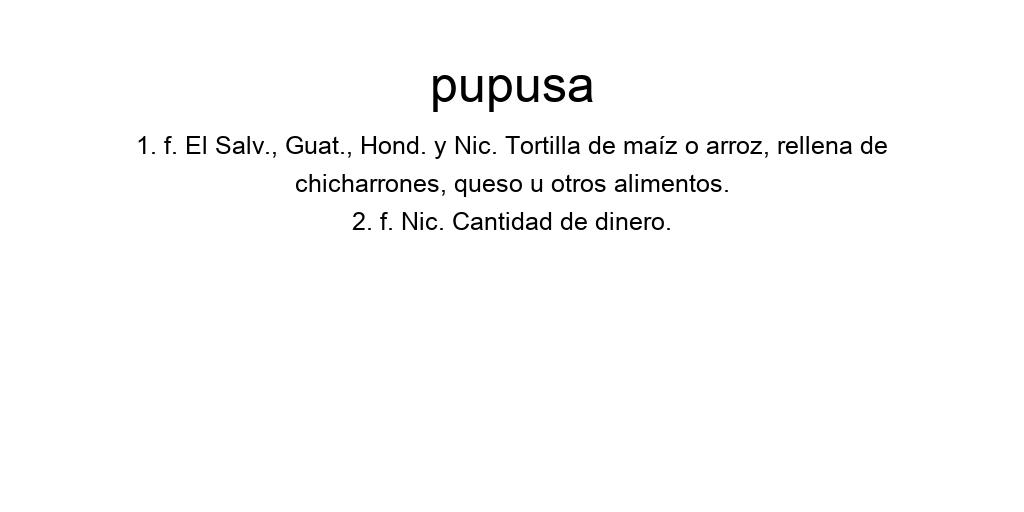 pupusa
1. f. El Salv., Guat., Hond. y Nic. Tortilla de maíz o arroz, rellena de
chicharrones, queso u otros alimentos.
2. f. Nic. Cantidad de dinero.